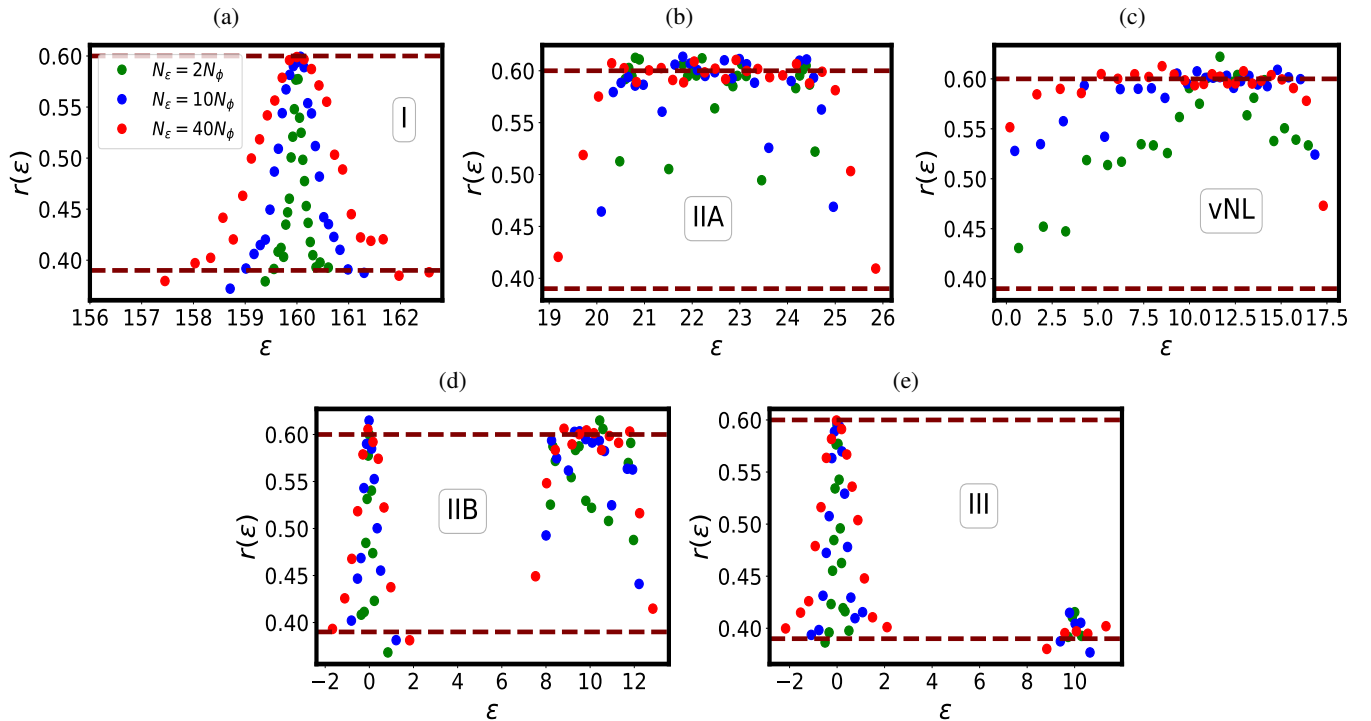 (a)
0.60
0.55
0.50
0.45
0.40
r(ε)
N_ε = 2N_ϕ
N_ε = 10N_ϕ
N_ε = 40N_ϕ
I
156 157 158 159 160 161 162
ε
(b)
0.60
0.55
0.50
0.45
0.40
r(ε)
IIA
19 20 21 22 23 24 25 26
ε
(c)
0.60
0.55
0.50
0.45
0.40
r(ε)
vNL
0.0 2.5 5.0 7.5 10.0 12.5 15.0 17.5
ε
(d)
0.60
0.55
0.50
0.45
0.40
r(ε)
IIB
−2 0 2 4 6 8 10 12
ε
(e)
0.60
0.55
0.50
0.45
0.40
r(ε)
III
−2 0 2 4 6 8 10
ε